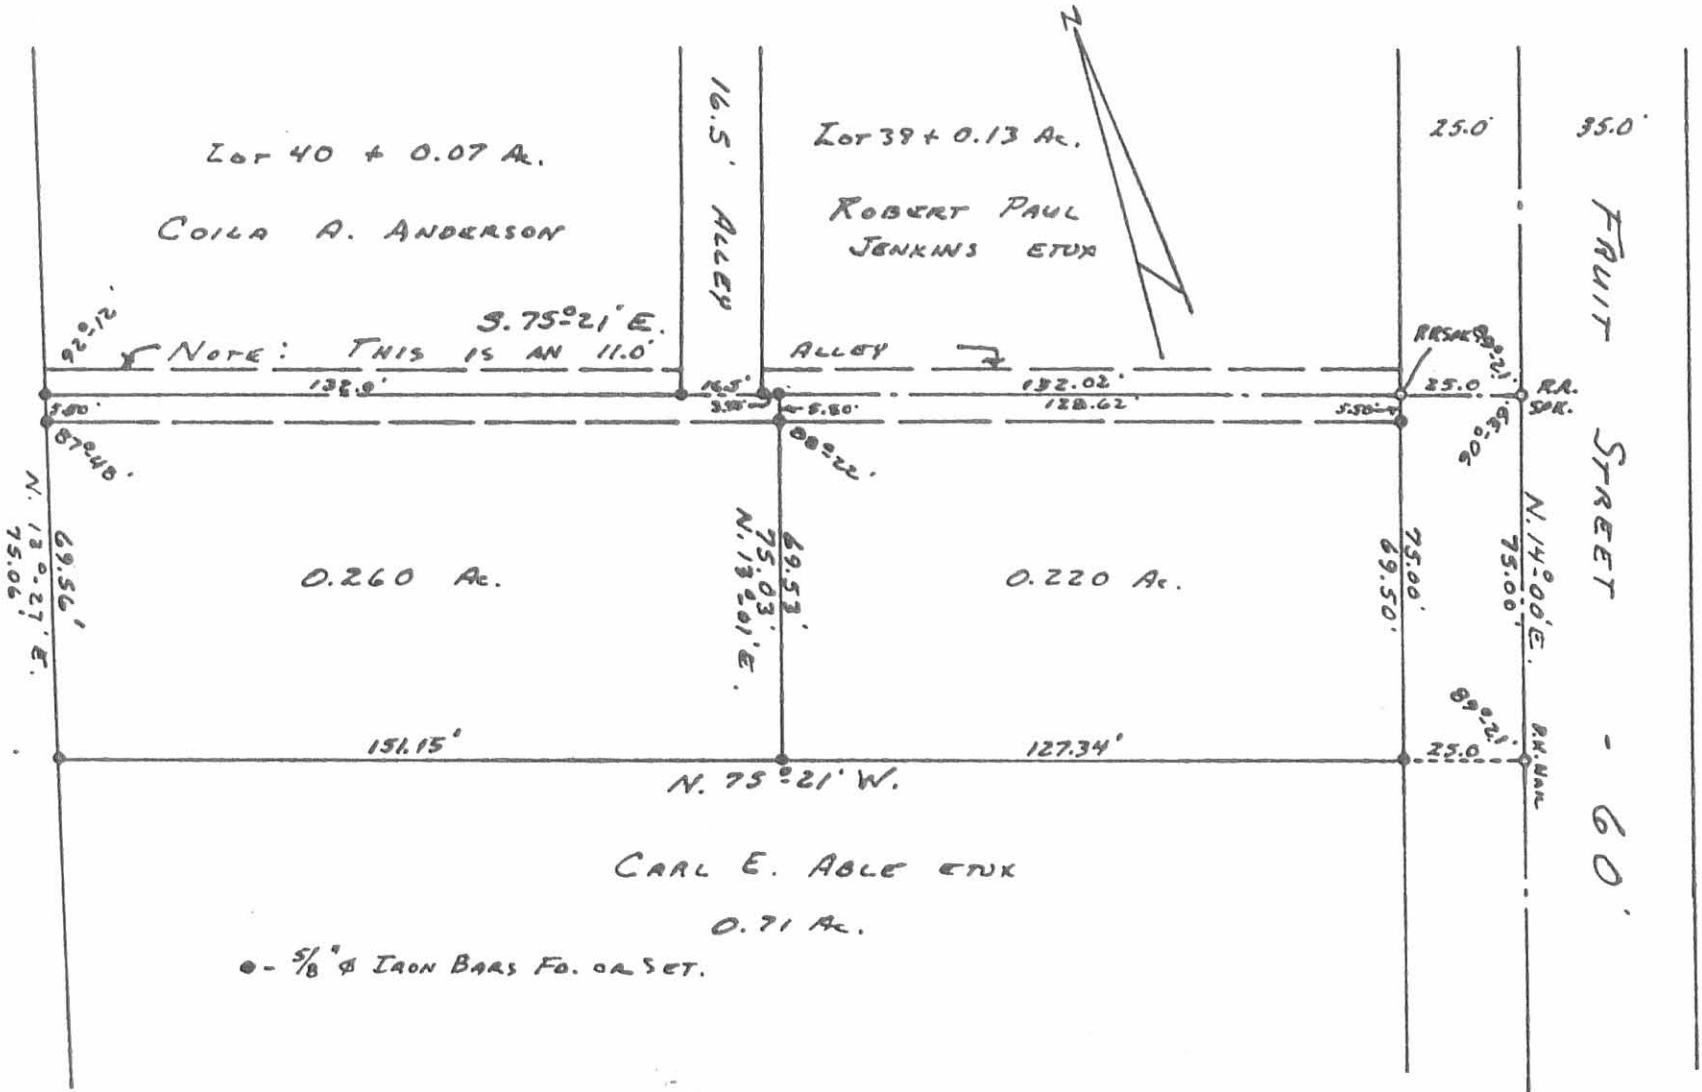 N
16.5' ALLEY
Lot 40 + 0.07 Ac.
COILA A. ANDERSON
Lot 39 + 0.13 Ac.
ROBERT PAUL
JENKINS ETUX
25.0'
35.0'
FRUIT STREET - 60'
92°-12'
S. 75°-21' E.
NOTE: THIS IS AN 11.0' ALLEY
16.5'
132.02'
25.0
RR.
SPK.
5.50'
128.62'
5.50'
87°-48'
88°-22'
N. 13°-27' E.
75.06'
69.56'
0.260 Ac.
N. 13°-01' E.
75.03'
69.53'
0.220 Ac.
75.00'
69.50'
N. 14°-00' E.
75.00'
89°-21'
25.0
151.15'
127.34'
N. 75°-21' W.
CARL E. ABLE ETUX
0.71 Ac.
- 5/8" ø IRON BARS FD. OR SET.